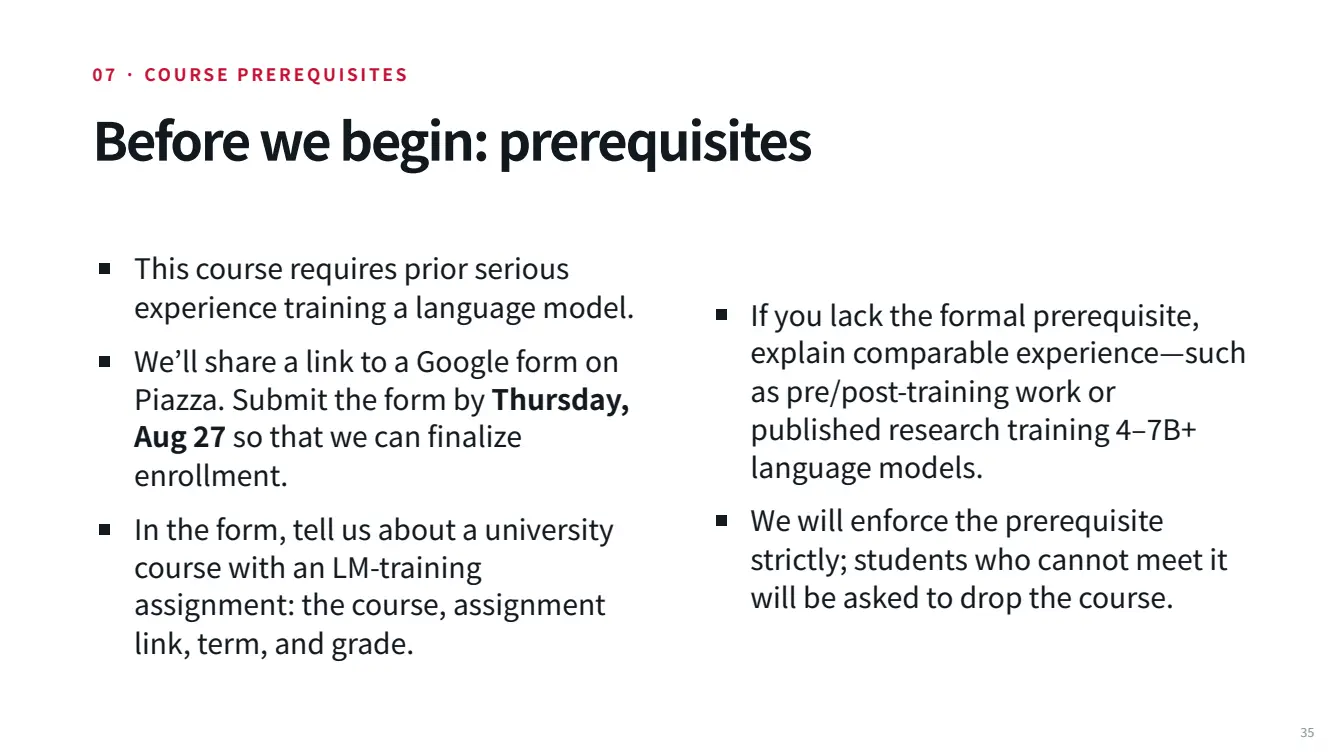 07 · COURSE PREREQUISITES
Before we begin: prerequisites
▪ This course requires prior serious
experience training a language model.
▪ We’ll share a link to a Google form on
Piazza. Submit the form by Thursday,
Aug 27 so that we can finalize
enrollment.
▪ In the form, tell us about a university
course with an LM-training
assignment: the course, assignment
link, term, and grade.
▪ If you lack the formal prerequisite,
explain comparable experience—such
as pre/post-training work or
published research training 4–7B+
language models.
▪ We will enforce the prerequisite
strictly; students who cannot meet it
will be asked to drop the course.
35